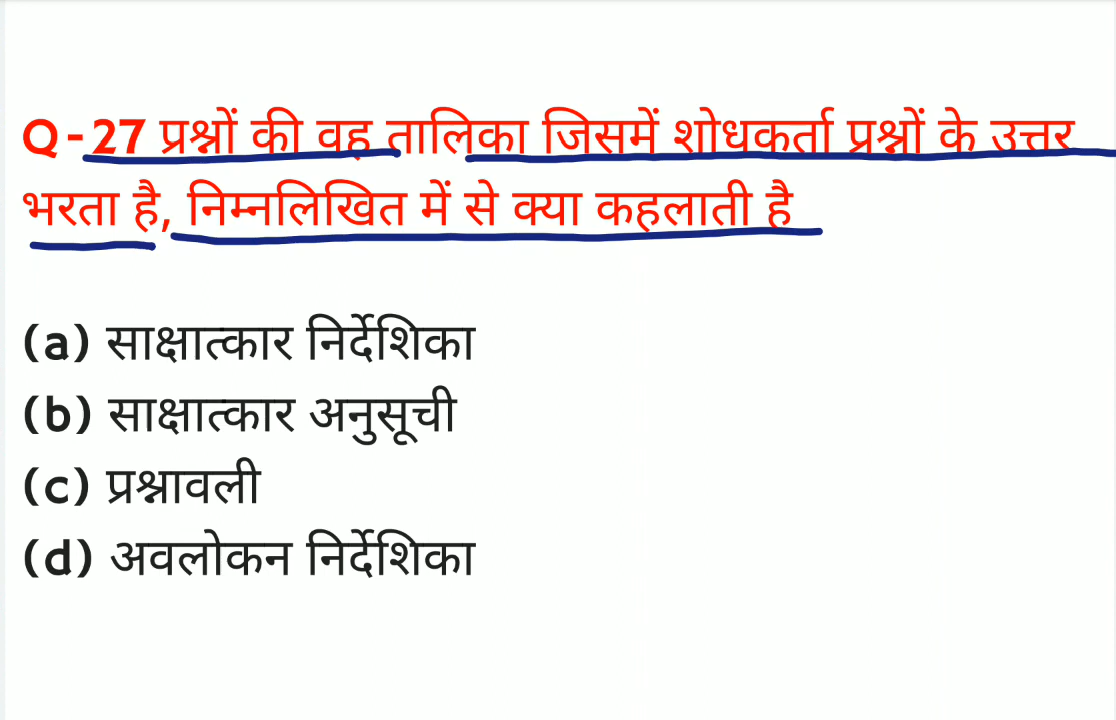 Q-27 प्रश्नों की वह तालिका जिसमें शोधकर्ता प्रश्नों के उत्तर
भरता है, निम्नलिखित में से क्या कहलाती है
(a) साक्षात्कार निर्देशिका
(b) साक्षात्कार अनुसूची
(c) प्रश्नावली
(d) अवलोकन निर्देशिका